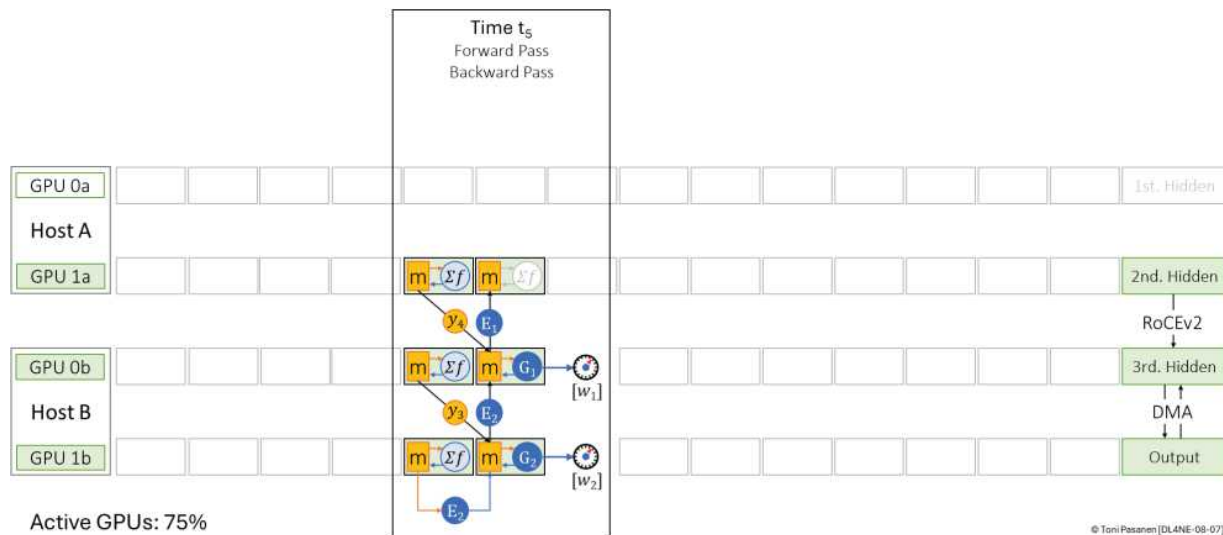 Time t₅
Forward Pass
Backward Pass
GPU 0a
1st. Hidden
Host A
GPU 1a
m
Σf
m
Σf
2nd. Hidden
y₄
E₁
RoCEv2
GPU 0b
m
Σf
m
G₁
3rd. Hidden
[w₁]
Host B
y₃
E₂
DMA
GPU 1b
m
Σf
m
G₂
Output
[w₂]
E₂
Active GPUs: 75%
© Toni Pasanen [DL4NE-08-07]